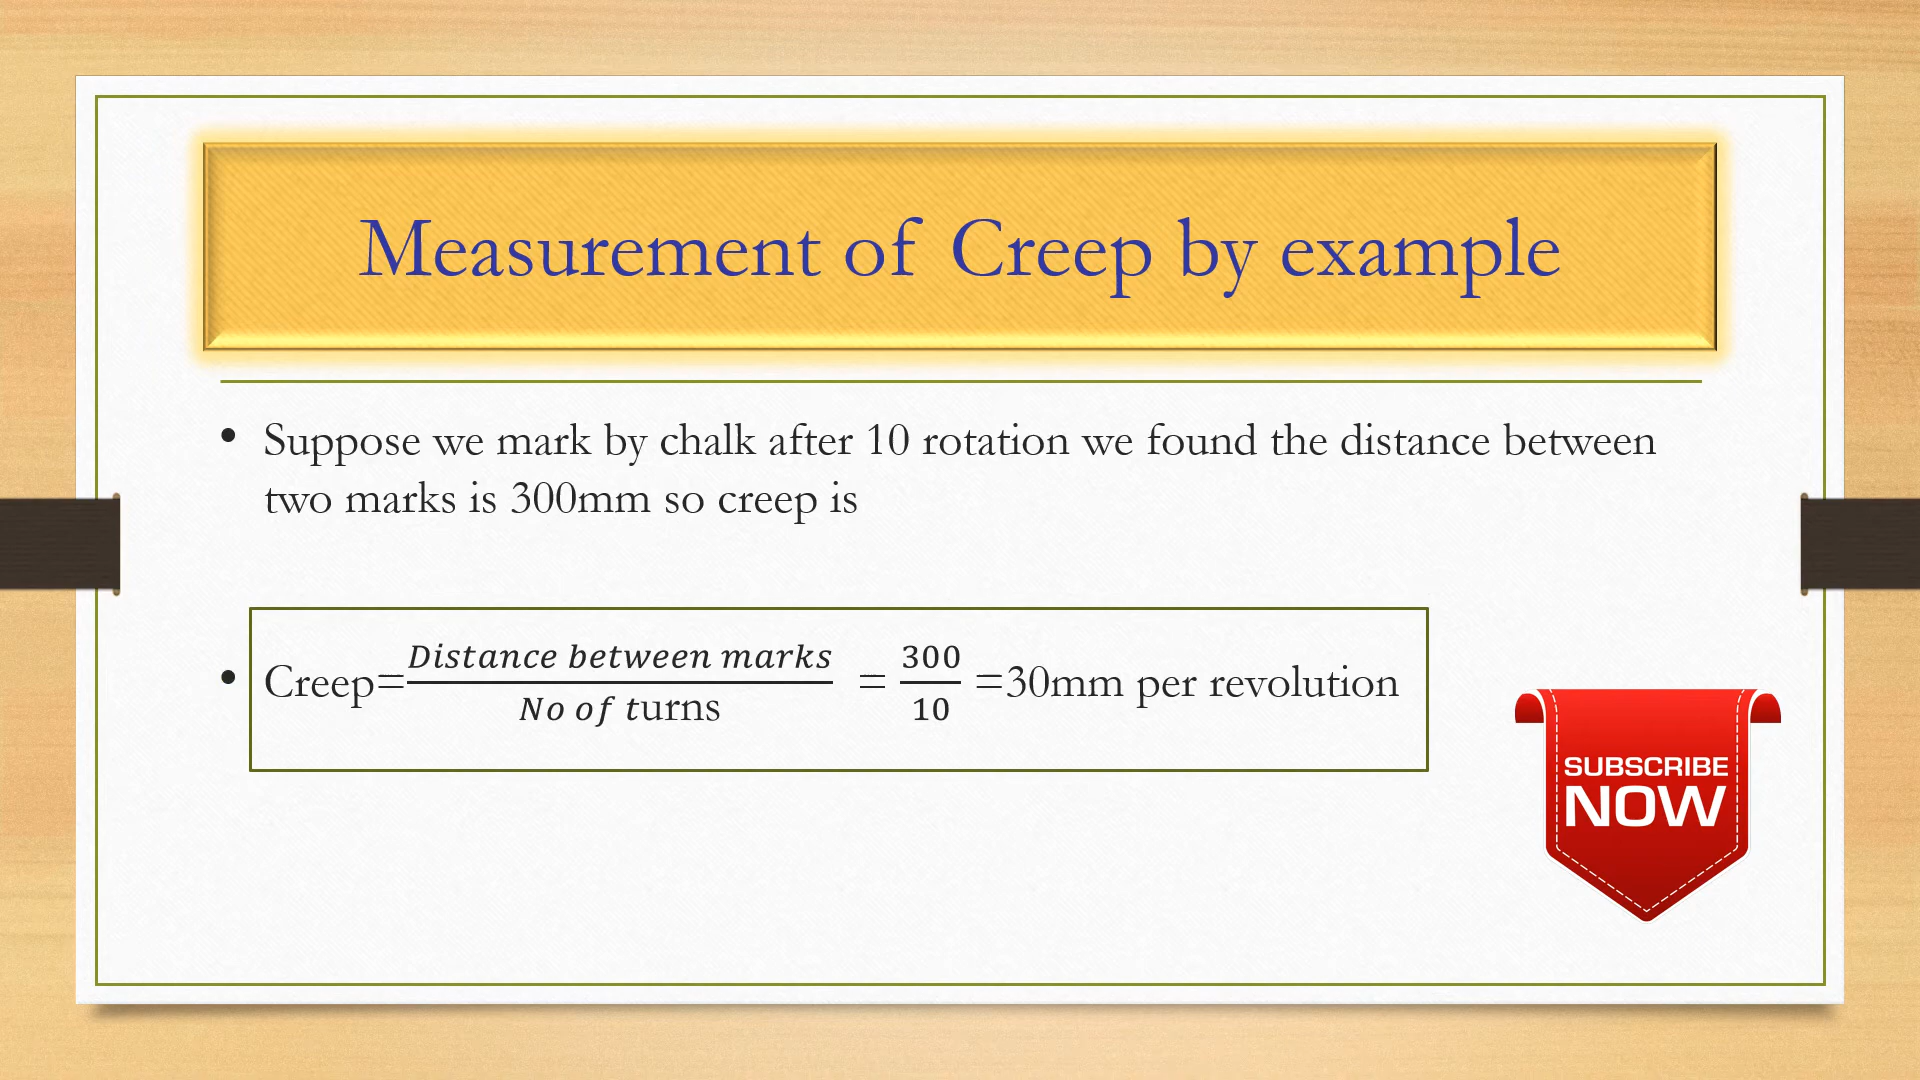 Measurement of Creep by example
• Suppose we mark by chalk after 10 rotation we found the distance between
two marks is 300mm so creep is
• Creep=\frac{Distance between marks}{No of turns} = \frac{300}{10} =30mm per revolution
SUBSCRIBE
NOW